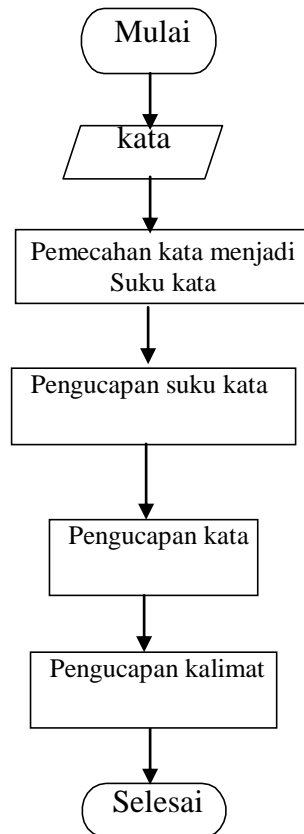 Mulai
kata
Pemecahan kata menjadi
Suku kata
Pengucapan suku kata
Pengucapan kata
Pengucapan kalimat
Selesai